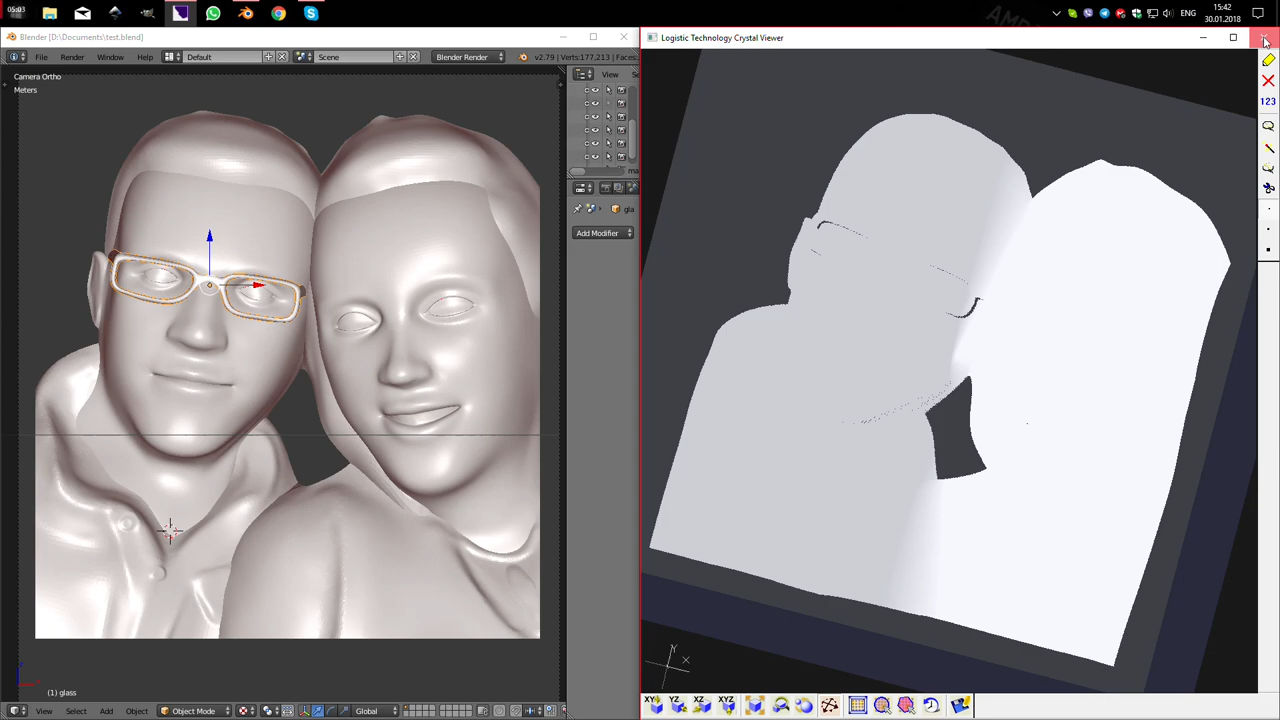 05:03
15:42
ENG
30.01.2018
Blender [D:\Documents\test.blend]
File Render Window Help
Default
Scene
Blender Render
v2.79 | Verts:177,213 | Faces:
Camera Ortho
Meters
View
Add Modifier
(1) glass
View Select Add Object
Object Mode
Global
Logistic Technology Crystal Viewer
123
Y
X
XY
YZ
XZ
XYZ